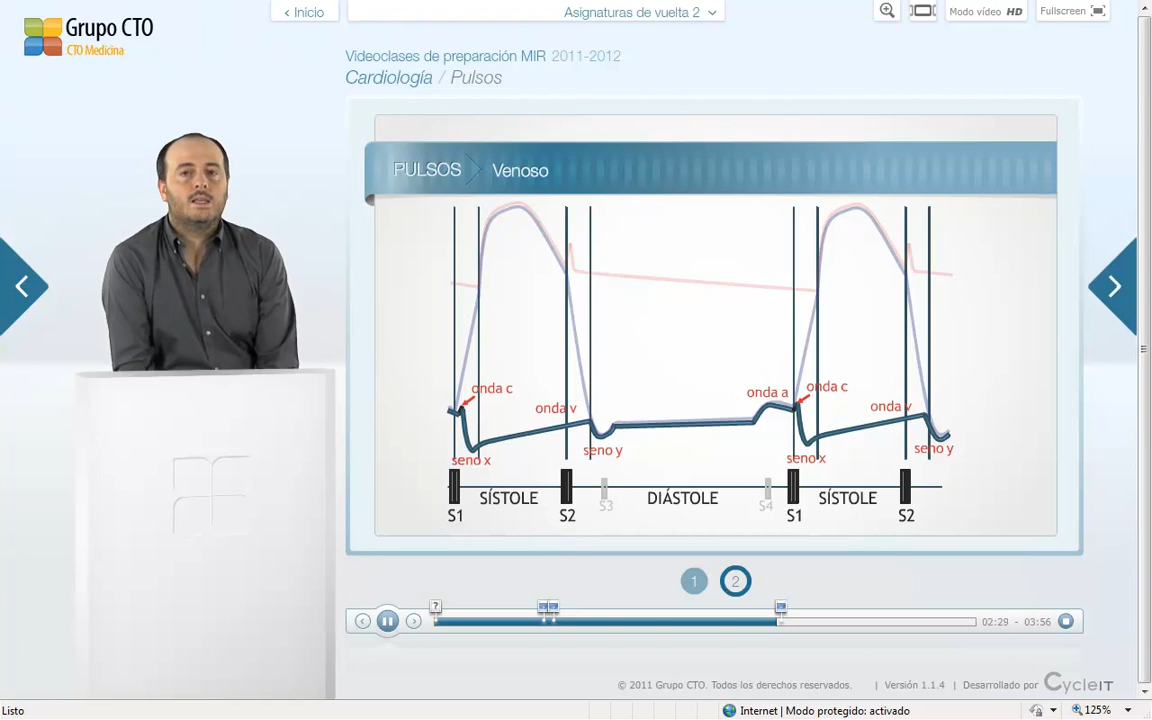 Grupo CTO
CTO Medicina
‹ Inicio
Asignaturas de vuelta 2
Modo vídeo HD
Fullscreen
Videoclases de preparación MIR 2011-2012
Cardiología / Pulsos
PULSOS Venoso
onda c
onda v
seno x
seno y
onda a
onda c
onda v
seno x
seno y
SÍSTOLE
DIÁSTOLE
SÍSTOLE
S3
S4
S1
S2
S1
S2
1
2
?
02:29 - 03:56
© 2011 Grupo CTO. Todos los derechos reservados. | Versión 1.1.4 | Desarrollado por CycleIT
Listo
Internet | Modo protegido: activado
125%